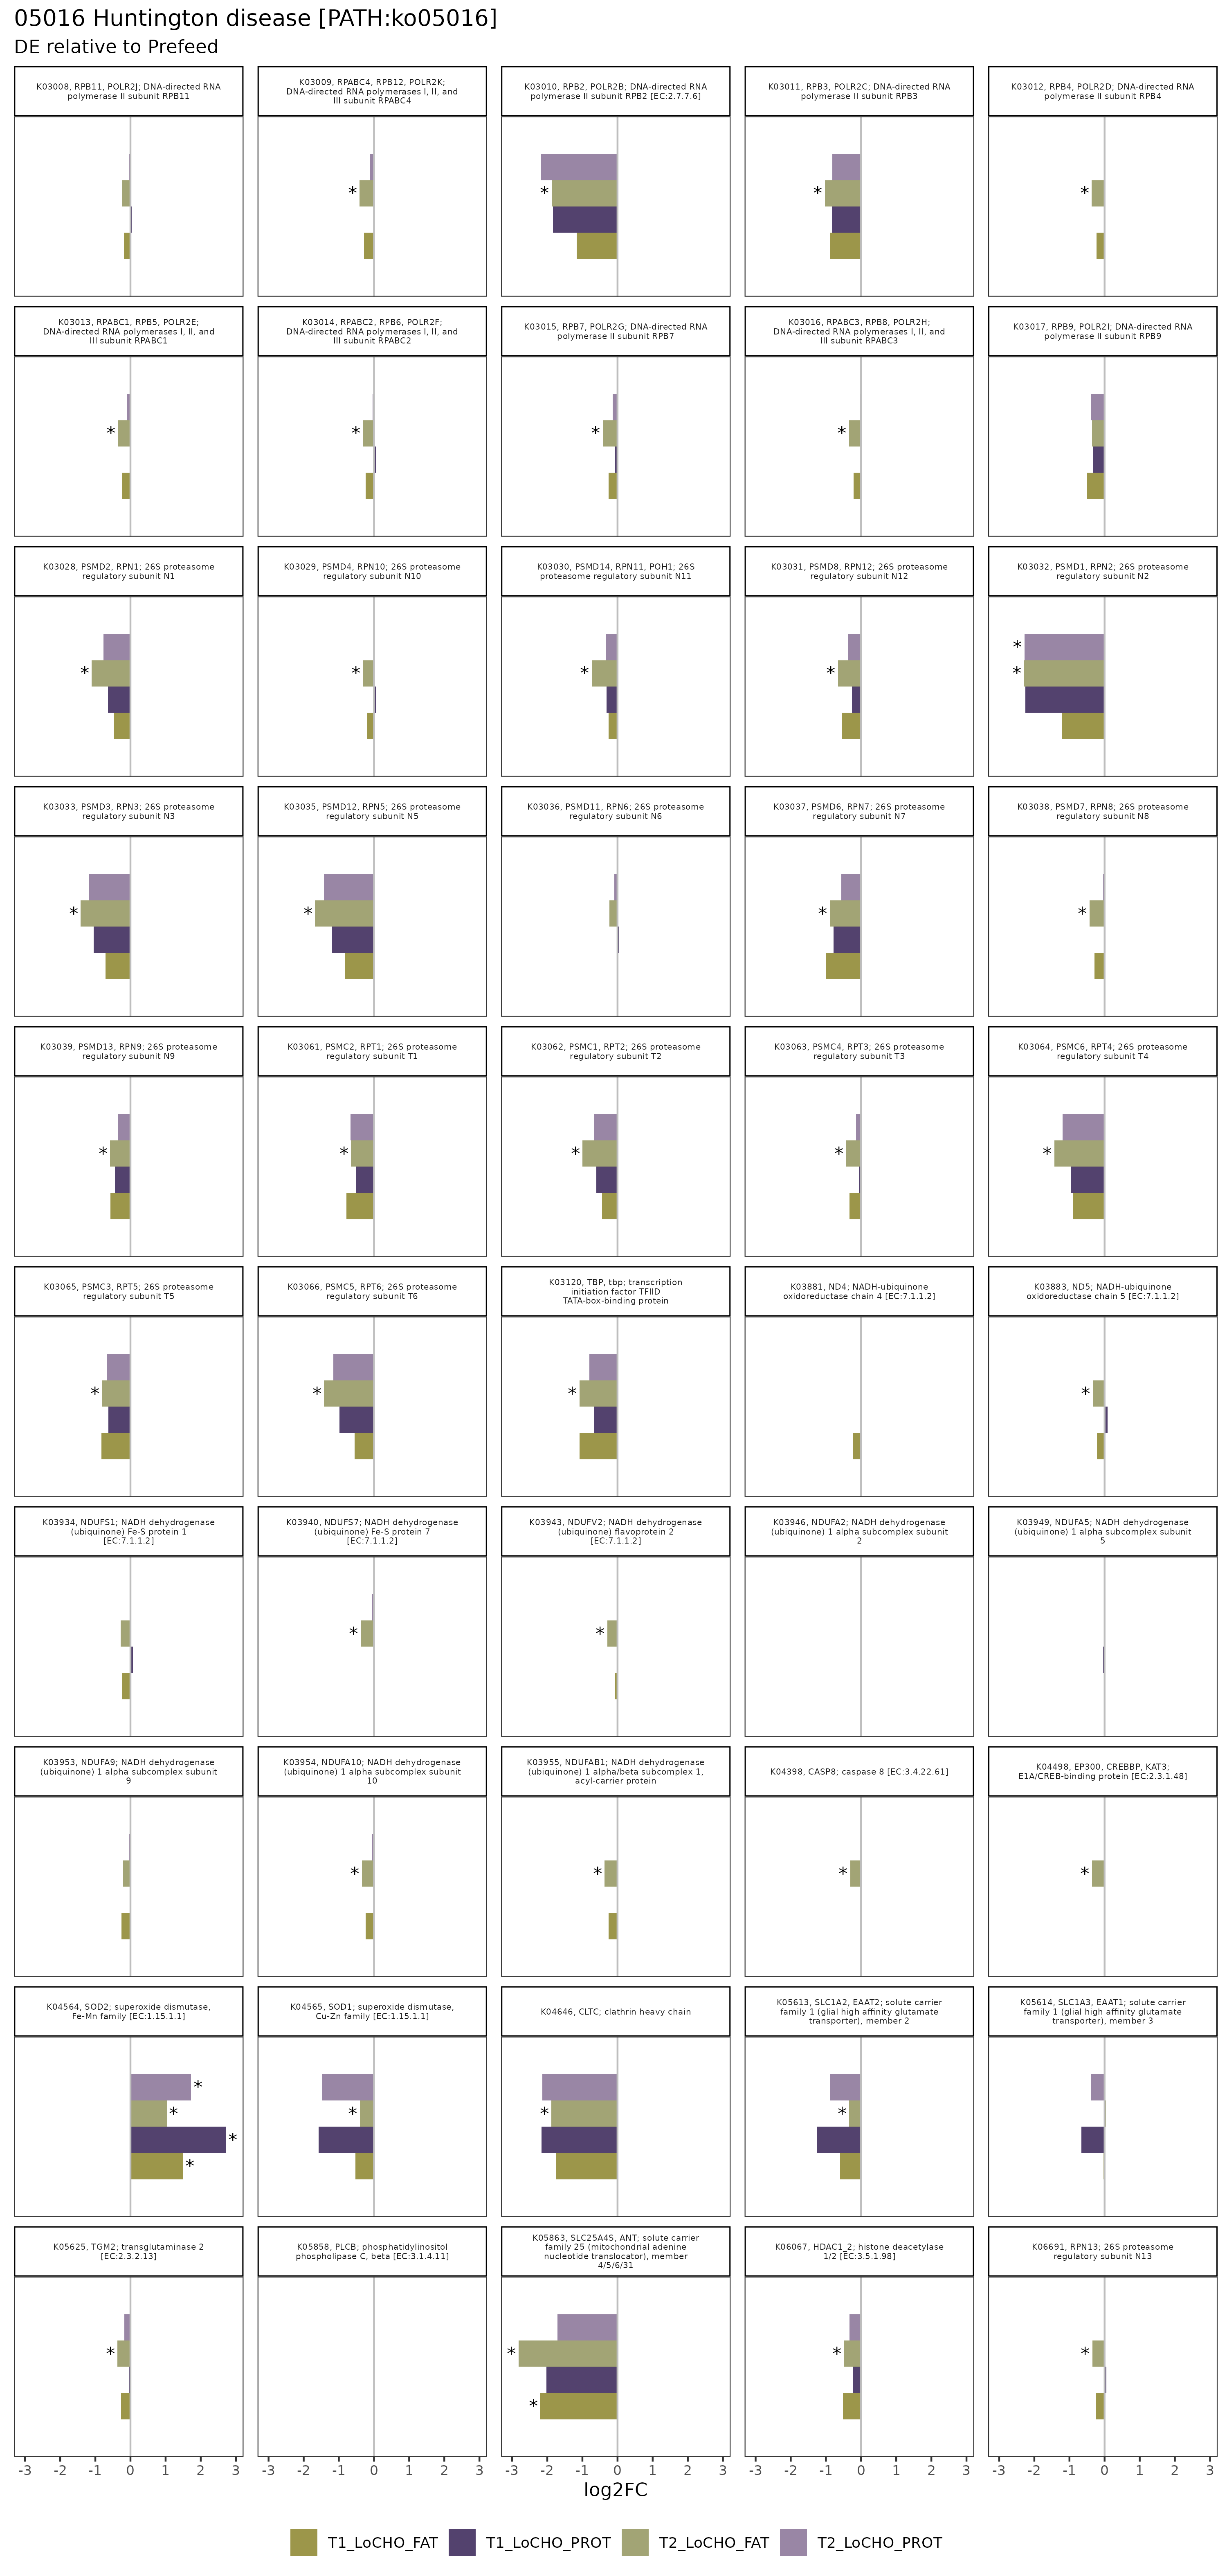 05016 Huntington disease [PATH:ko05016]
DE relative to Prefeed
K03008, RPB11, POLR2J; DNA-directed RNA
polymerase II subunit RPB11
K03009, RPABC4, RPB12, POLR2K;
DNA-directed RNA polymerases I, II, and
III subunit RPABC4
K03010, RPB2, POLR2B; DNA-directed RNA
polymerase II subunit RPB2 [EC:2.7.7.6]
K03011, RPB3, POLR2C; DNA-directed RNA
polymerase II subunit RPB3
K03012, RPB4, POLR2D; DNA-directed RNA
polymerase II subunit RPB4
*
*
*
*
K03013, RPABC1, RPB5, POLR2E;
DNA-directed RNA polymerases I, II, and
III subunit RPABC1
K03014, RPABC2, RPB6, POLR2F;
DNA-directed RNA polymerases I, II, and
III subunit RPABC2
K03015, RPB7, POLR2G; DNA-directed RNA
polymerase II subunit RPB7
K03016, RPABC3, RPB8, POLR2H;
DNA-directed RNA polymerases I, II, and
III subunit RPABC3
K03017, RPB9, POLR2I; DNA-directed RNA
polymerase II subunit RPB9
*
*
*
*
K03028, PSMD2, RPN1; 26S proteasome
regulatory subunit N1
K03029, PSMD4, RPN10; 26S proteasome
regulatory subunit N10
K03030, PSMD14, RPN11, POH1; 26S
proteasome regulatory subunit N11
K03031, PSMD8, RPN12; 26S proteasome
regulatory subunit N12
K03032, PSMD1, RPN2; 26S proteasome
regulatory subunit N2
*
*
*
*
*
*
K03033, PSMD3, RPN3; 26S proteasome
regulatory subunit N3
K03035, PSMD12, RPN5; 26S proteasome
regulatory subunit N5
K03036, PSMD11, RPN6; 26S proteasome
regulatory subunit N6
K03037, PSMD6, RPN7; 26S proteasome
regulatory subunit N7
K03038, PSMD7, RPN8; 26S proteasome
regulatory subunit N8
*
*
*
*
K03039, PSMD13, RPN9; 26S proteasome
regulatory subunit N9
K03061, PSMC2, RPT1; 26S proteasome
regulatory subunit T1
K03062, PSMC1, RPT2; 26S proteasome
regulatory subunit T2
K03063, PSMC4, RPT3; 26S proteasome
regulatory subunit T3
K03064, PSMC6, RPT4; 26S proteasome
regulatory subunit T4
*
*
*
*
*
K03065, PSMC3, RPT5; 26S proteasome
regulatory subunit T5
K03066, PSMC5, RPT6; 26S proteasome
regulatory subunit T6
K03120, TBP, tbp; transcription
initiation factor TFIID
TATA-box-binding protein
K03881, ND4; NADH-ubiquinone
oxidoreductase chain 4 [EC:7.1.1.2]
K03883, ND5; NADH-ubiquinone
oxidoreductase chain 5 [EC:7.1.1.2]
*
*
*
*
K03934, NDUFS1; NADH dehydrogenase
(ubiquinone) Fe-S protein 1
[EC:7.1.1.2]
K03940, NDUFS7; NADH dehydrogenase
(ubiquinone) Fe-S protein 7
[EC:7.1.1.2]
K03943, NDUFV2; NADH dehydrogenase
(ubiquinone) flavoprotein 2
[EC:7.1.1.2]
K03946, NDUFA2; NADH dehydrogenase
(ubiquinone) 1 alpha subcomplex subunit
2
K03949, NDUFA5; NADH dehydrogenase
(ubiquinone) 1 alpha subcomplex subunit
5
*
*
K03953, NDUFA9; NADH dehydrogenase
(ubiquinone) 1 alpha subcomplex subunit
9
K03954, NDUFA10; NADH dehydrogenase
(ubiquinone) 1 alpha subcomplex subunit
10
K03955, NDUFAB1; NADH dehydrogenase
(ubiquinone) 1 alpha/beta subcomplex 1,
acyl-carrier protein
K04398, CASP8; caspase 8 [EC:3.4.22.61]
K04498, EP300, CREBBP, KAT3;
E1A/CREB-binding protein [EC:2.3.1.48]
*
*
*
*
K04564, SOD2; superoxide dismutase,
Fe-Mn family [EC:1.15.1.1]
K04565, SOD1; superoxide dismutase,
Cu-Zn family [EC:1.15.1.1]
K04646, CLTC; clathrin heavy chain
K05613, SLC1A2, EAAT2; solute carrier
family 1 (glial high affinity glutamate
transporter), member 2
K05614, SLC1A3, EAAT1; solute carrier
family 1 (glial high affinity glutamate
transporter), member 3
*
*
*
*
*
*
*
K05625, TGM2; transglutaminase 2
[EC:2.3.2.13]
K05858, PLCB; phosphatidylinositol
phospholipase C, beta [EC:3.1.4.11]
K05863, SLC25A4S, ANT; solute carrier
family 25 (mitochondrial adenine
nucleotide translocator), member
4/5/6/31
K06067, HDAC1_2; histone deacetylase
1/2 [EC:3.5.1.98]
K06691, RPN13; 26S proteasome
regulatory subunit N13
*
*
*
*
*
-3 -2 -1 0 1 2 3
-3 -2 -1 0 1 2 3
-3 -2 -1 0 1 2 3
-3 -2 -1 0 1 2 3
-3 -2 -1 0 1 2 3
log2FC
T1_LoCHO_FAT T1_LoCHO_PROT T2_LoCHO_FAT T2_LoCHO_PROT